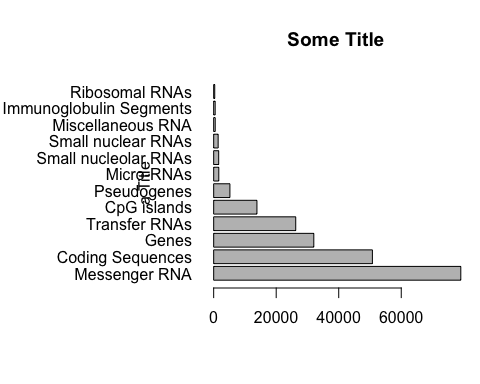 Some Title
Ribosomal RNAs
Immunoglobulin Segments
Miscellaneous RNA
Small nuclear RNAs
Small nucleolar RNAs
Micro RNAs
Pseudogenes
CpG islands
Transfer RNAs
Genes
Coding Sequences
Messenger RNA
a Title
0 20000 40000 60000